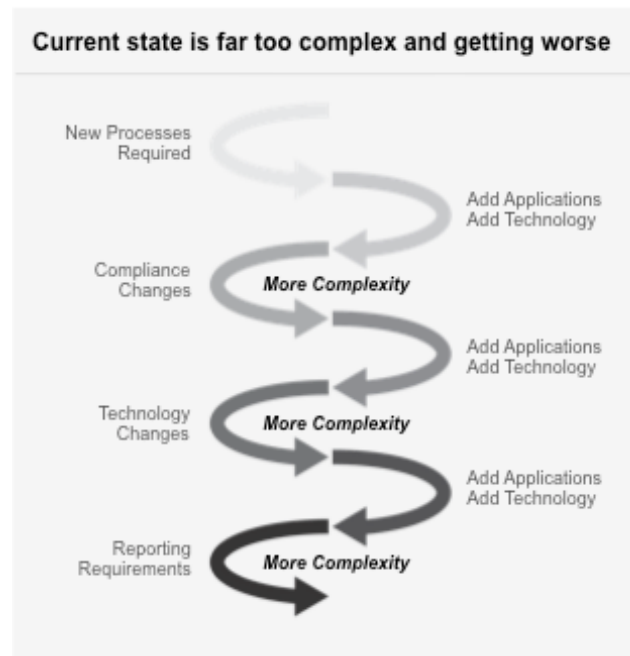 Current state is far too complex and getting worse
New Processes
Required
Add Applications
Add Technology
Compliance
Changes
More Complexity
Add Applications
Add Technology
Technology
Changes
More Complexity
Add Applications
Add Technology
Reporting
Requirements
More Complexity